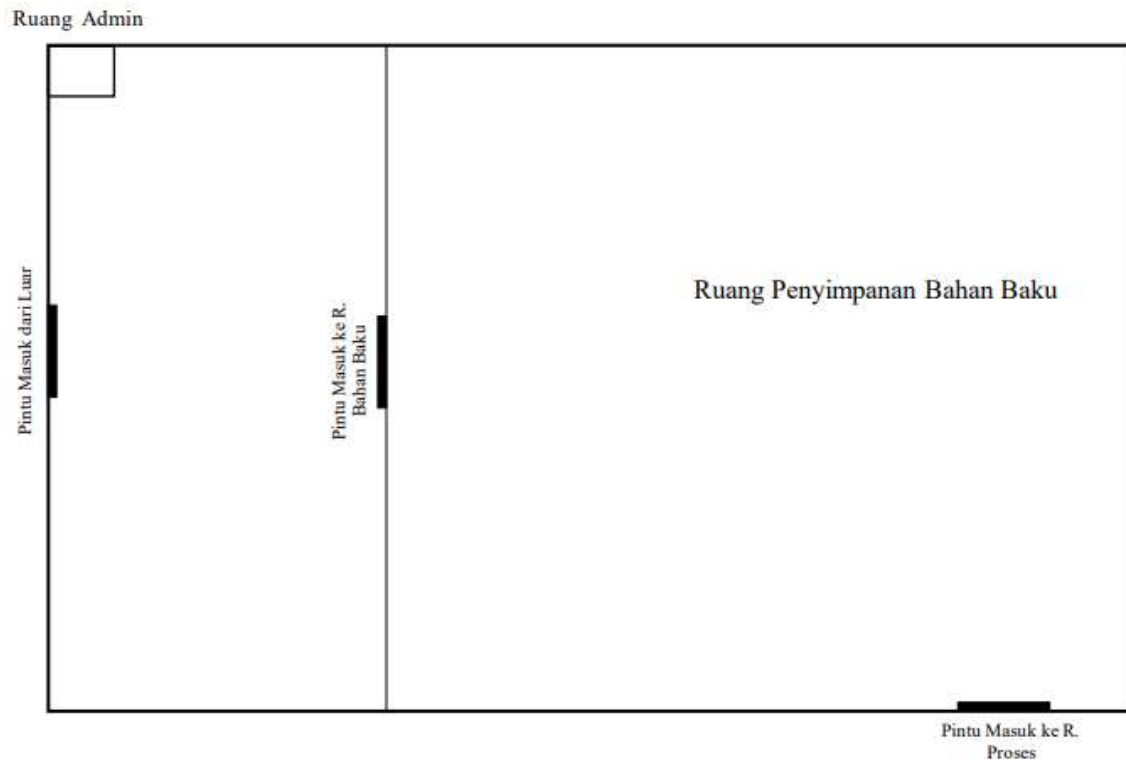 Ruang Admin
Pintu Masuk dari Luar
Pintu Masuk ke R.
Bahan Baku
Ruang Penyimpanan Bahan Baku
Pintu Masuk ke R.
Proses